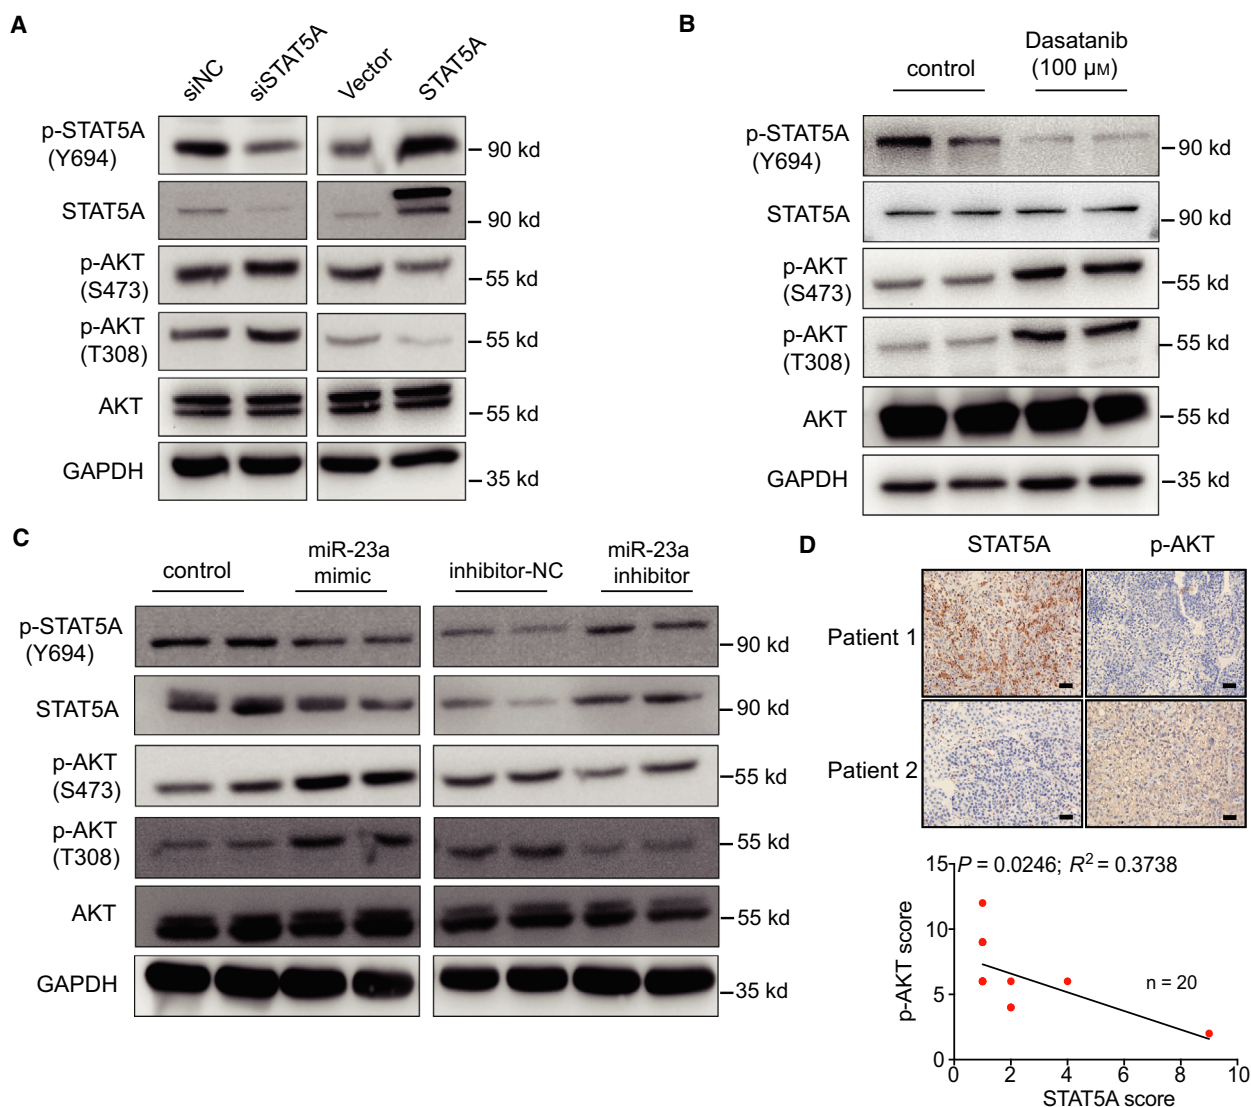 A
siNC siSTAT5A Vector STAT5A
p-STAT5A
(Y694)
90 kd
STAT5A
90 kd
p-AKT
(S473)
55 kd
p-AKT
(T308)
55 kd
AKT
55 kd
GAPDH
35 kd
B
control
Dasatanib
(100 μM)
p-STAT5A
(Y694)
90 kd
STAT5A
90 kd
p-AKT
(S473)
55 kd
p-AKT
(T308)
55 kd
AKT
55 kd
GAPDH
35 kd
C
control
miR-23a
mimic
inhibitor-NC
miR-23a
inhibitor
p-STAT5A
(Y694)
90 kd
STAT5A
90 kd
p-AKT
(S473)
55 kd
p-AKT
(T308)
55 kd
AKT
55 kd
GAPDH
35 kd
D
STAT5A p-AKT
Patient 1
Patient 2
P = 0.0246; R² = 0.3738
n = 20
p-AKT score
15
10
5
0
0 2 4 6 8 10
STAT5A score